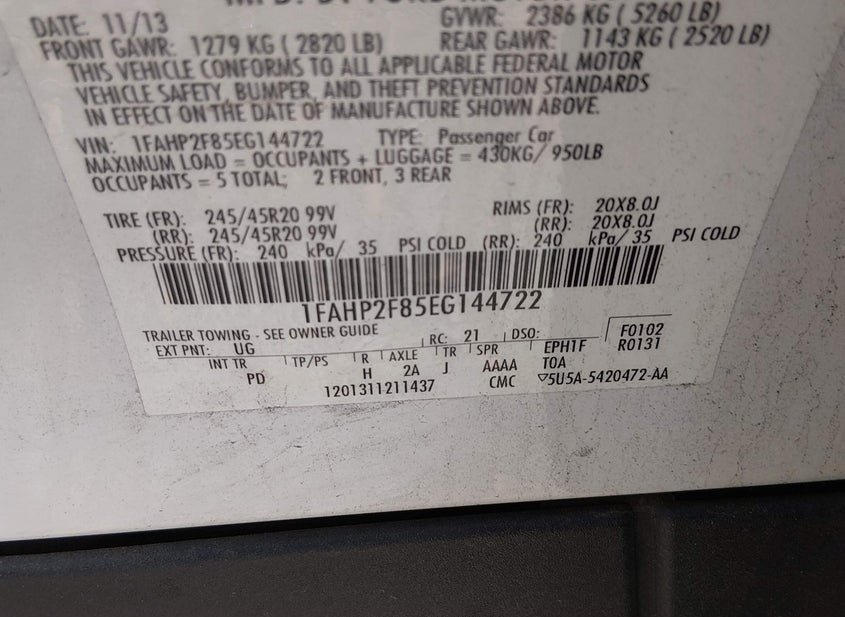 MFD. BY FORD MOTOR
DATE: 11/13 GVWR: 2386 KG ( 5260 LB)
FRONT GAWR: 1279 KG ( 2820 LB) REAR GAWR: 1143 KG ( 2520 LB)
THIS VEHICLE CONFORMS TO ALL APPLICABLE FEDERAL MOTOR
VEHICLE SAFETY, BUMPER, AND THEFT PREVENTION STANDARDS
IN EFFECT ON THE DATE OF MANUFACTURE SHOWN ABOVE.
VIN: 1FAHP2F85EG144722 TYPE: Passenger Car
MAXIMUM LOAD = OCCUPANTS + LUGGAGE = 430KG/ 950LB
OCCUPANTS = 5 TOTAL; 2 FRONT, 3 REAR
TIRE (FR): 245/45R20 99V RIMS (FR): 20X8.0J
(RR): 245/45R20 99V (RR): 20X8.0J
PRESSURE (FR): 240 kPa/ 35 PSI COLD (RR): 240 kPa/ 35 PSI COLD
1FAHP2F85EG144722
TRAILER TOWING - SEE OWNER GUIDE
EXT PNT: UG RC: 21 DSO: F0102
INT TR TP/PS R AXLE TR SPR EPH1F R0131
PD H 2A J AAAA TOA
1201311211437 CMC ▽5U5A-5420472-AA